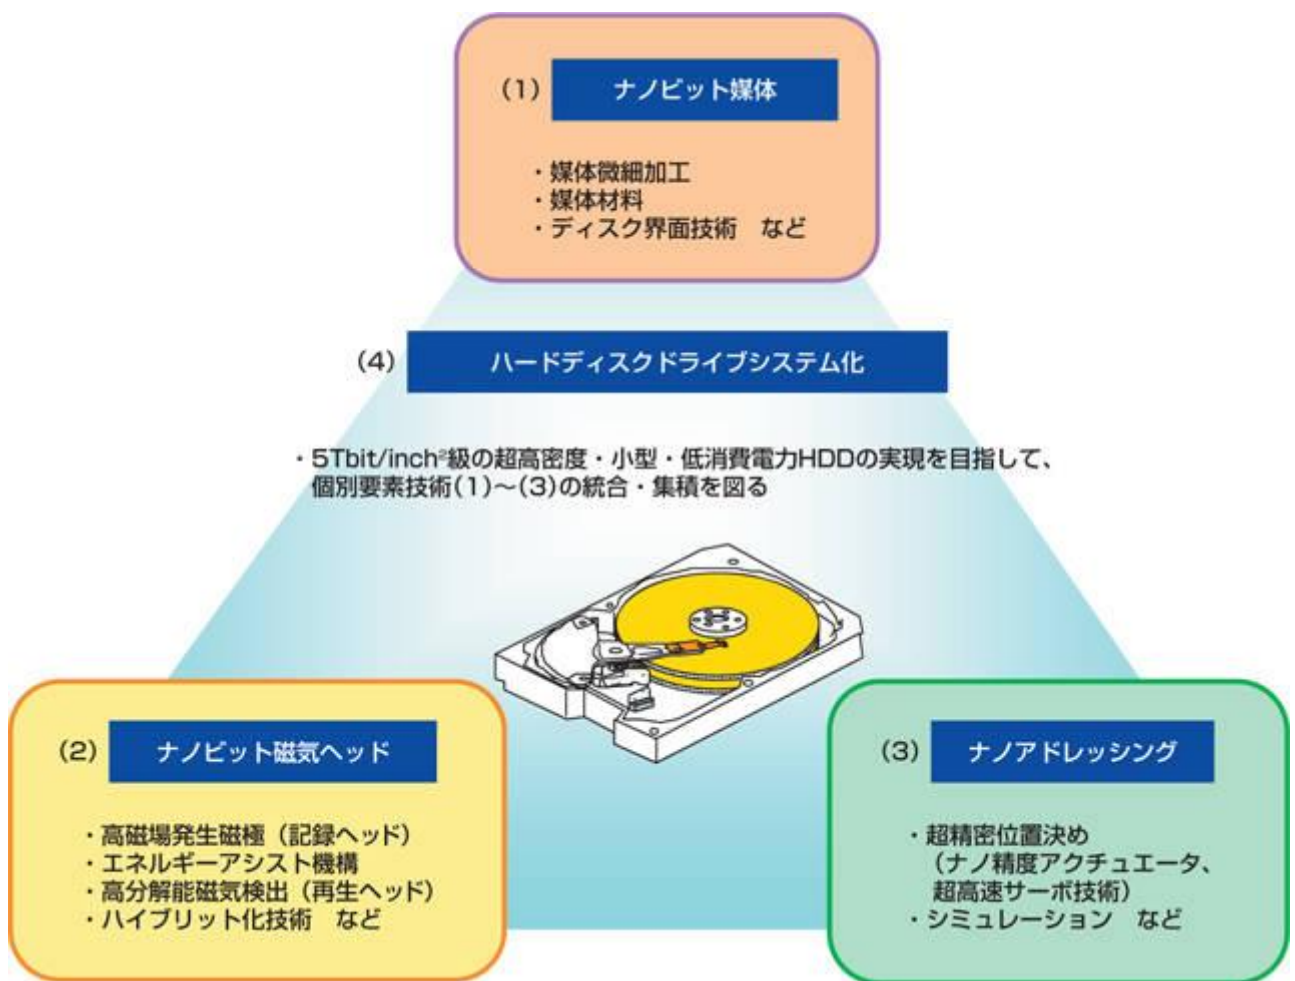 (1) ナノビット媒体
・媒体微細加工
・媒体材料
・ディスク界面技術　など
(4) ハードディスクドライブシステム化
・5Tbit/inch²級の超高密度・小型・低消費電力HDDの実現を目指して、
個別要素技術(1)～(3)の統合・集積を図る
(2) ナノビット磁気ヘッド
・高磁場発生磁極（記録ヘッド）
・エネルギーアシスト機構
・高分解能磁気検出（再生ヘッド）
・ハイブリット化技術　など
(3) ナノアドレッシング
・超精密位置決め
（ナノ精度アクチュエータ、
超高速サーボ技術）
・シミュレーション　など